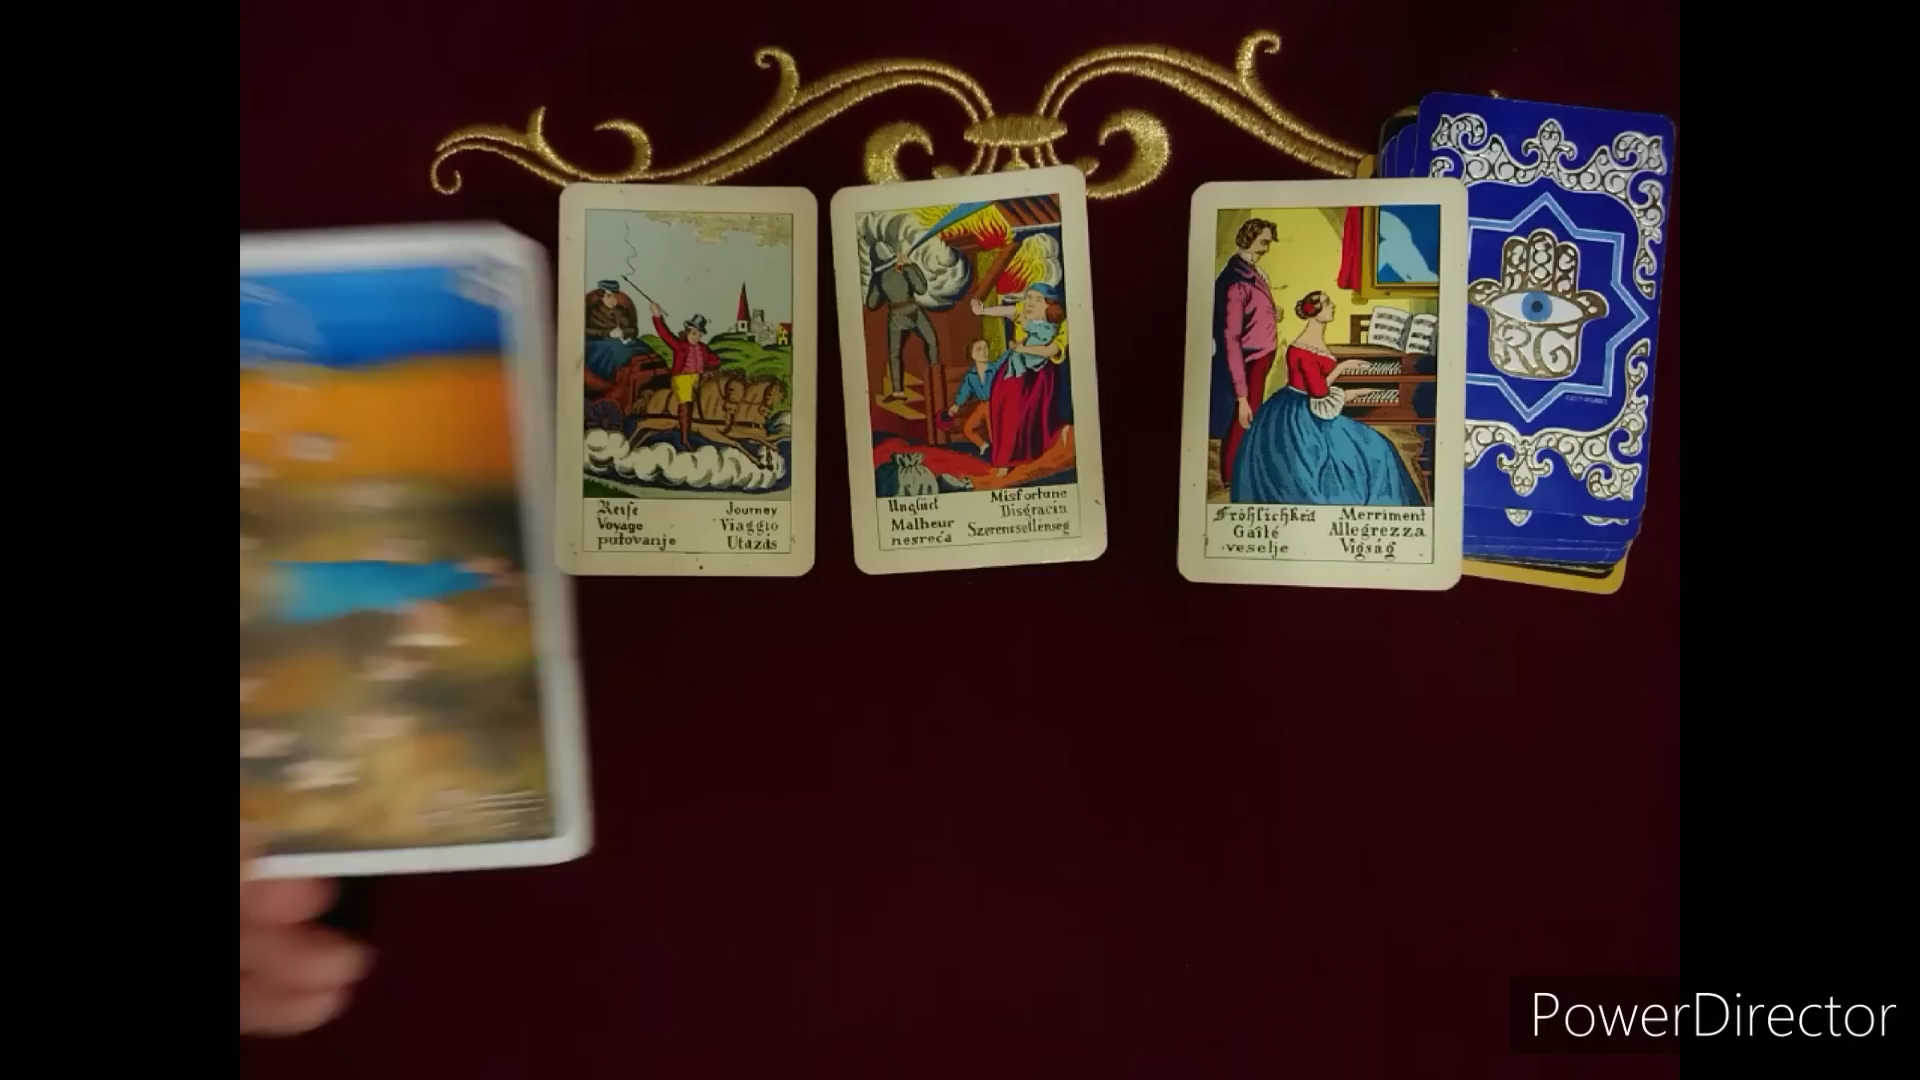 Reise Journey
Voyage Viaggio
putovanje Utazás
Unglück Misfortune
Malheur Disgracia
nesreća Szerencsétlenség
Fröhlichkeit Merriment
Gaîté Allegrezza
veselje Vigság
RG
PowerDirector